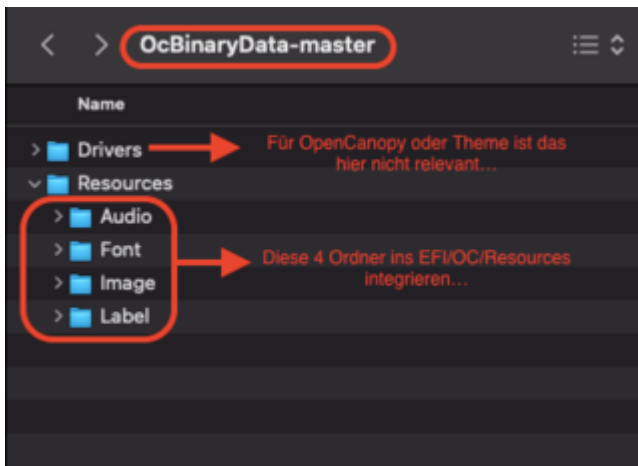 OcBinaryData-master
Name
Drivers
Für OpenCanopy oder Theme ist das
hier nicht relevant...
Resources
Audio
Font
Diese 4 Ordner ins EFI/OC/Resources
integrieren...
Image
Label